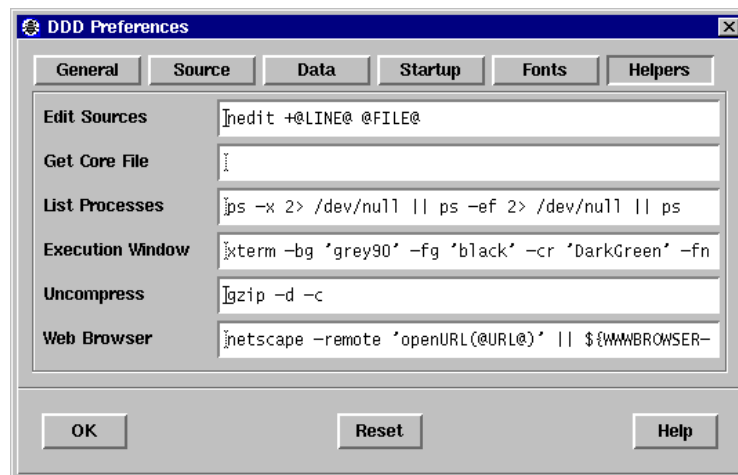 DDD Preferences
General Source Data Startup Fonts Helpers
Edit Sources nedit +@LINE@ @FILE@
Get Core File
List Processes ps -x 2> /dev/null || ps -ef 2> /dev/null || ps
Execution Window xterm -bg 'grey90' -fg 'black' -cr 'DarkGreen' -fn
Uncompress gzip -d -c
Web Browser netscape -remote 'openURL(@URL@)' || ${WWWBROWSER-
OK Reset Help